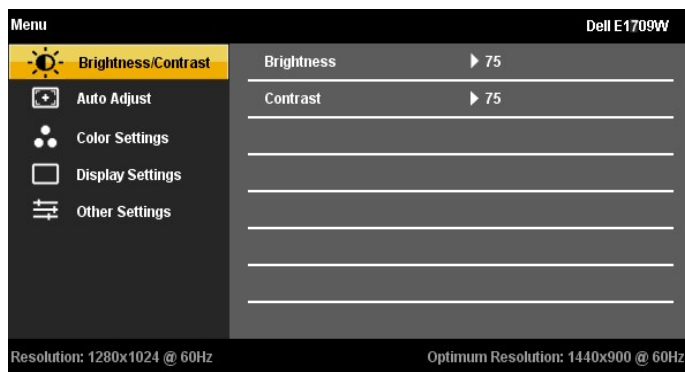 Menu Dell E1709W
Brightness/Contrast Brightness 75
Auto Adjust Contrast 75
Color Settings
Display Settings
Other Settings
Resolution: 1280x1024 @ 60Hz Optimum Resolution: 1440x900 @ 60Hz